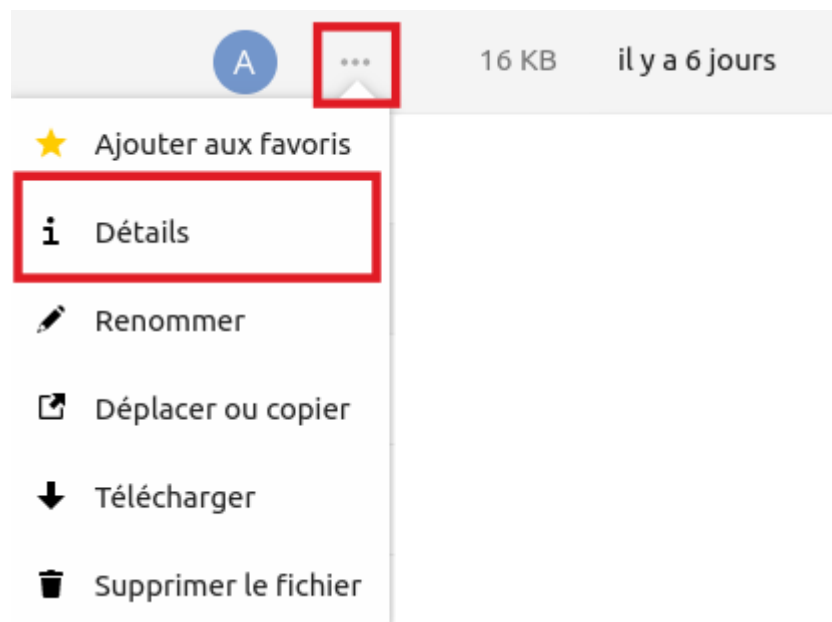 A ••• 16 KB il y a 6 jours
Ajouter aux favoris
Détails
Renommer
Déplacer ou copier
Télécharger
Supprimer le fichier